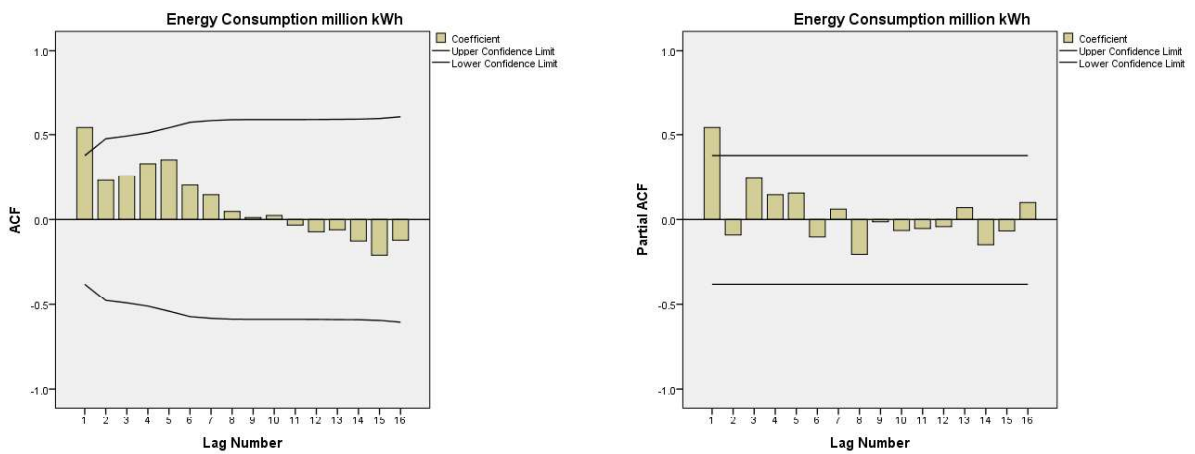 Energy Consumption million kWh
Coefficient
Upper Confidence Limit
Lower Confidence Limit
1.0
0.5
0.0
-0.5
-1.0
ACF
1 2 3 4 5 6 7 8 9 10 11 12 13 14 15 16
Lag Number
Energy Consumption million kWh
Coefficient
Upper Confidence Limit
Lower Confidence Limit
1.0
0.5
0.0
-0.5
-1.0
Partial ACF
1 2 3 4 5 6 7 8 9 10 11 12 13 14 15 16
Lag Number